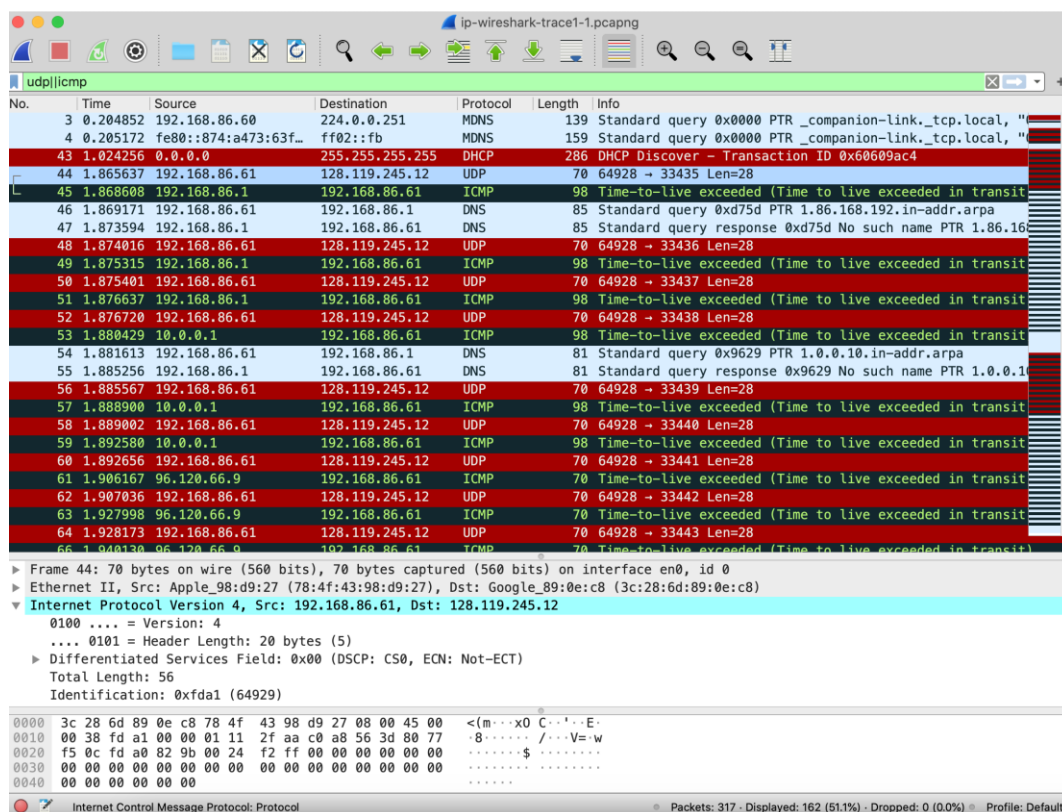 ip-wireshark-trace1-1.pcapng
udp||icmp
No. Time Source Destination Protocol Length Info
3 0.204852 192.168.86.60 224.0.0.251 MDNS 139 Standard query 0x0000 PTR _companion-link._tcp.local, "
4 0.205172 fe80::874:a473:63f… ff02::fb MDNS 159 Standard query 0x0000 PTR _companion-link._tcp.local, "
43 1.024256 0.0.0.0 255.255.255.255 DHCP 286 DHCP Discover - Transaction ID 0x60609ac4
44 1.865637 192.168.86.61 128.119.245.12 UDP 70 64928 → 33435 Len=28
45 1.868608 192.168.86.1 192.168.86.61 ICMP 98 Time-to-live exceeded (Time to live exceeded in transit
46 1.869171 192.168.86.61 192.168.86.1 DNS 85 Standard query 0xd75d PTR 1.86.168.192.in-addr.arpa
47 1.873594 192.168.86.1 192.168.86.61 DNS 85 Standard query response 0xd75d No such name PTR 1.86.16
48 1.874016 192.168.86.61 128.119.245.12 UDP 70 64928 → 33436 Len=28
49 1.875315 192.168.86.1 192.168.86.61 ICMP 98 Time-to-live exceeded (Time to live exceeded in transit
50 1.875401 192.168.86.61 128.119.245.12 UDP 70 64928 → 33437 Len=28
51 1.876637 192.168.86.1 192.168.86.61 ICMP 98 Time-to-live exceeded (Time to live exceeded in transit
52 1.876720 192.168.86.61 128.119.245.12 UDP 70 64928 → 33438 Len=28
53 1.880429 10.0.0.1 192.168.86.61 ICMP 98 Time-to-live exceeded (Time to live exceeded in transit
54 1.881613 192.168.86.61 192.168.86.1 DNS 81 Standard query 0x9629 PTR 1.0.0.10.in-addr.arpa
55 1.885256 192.168.86.1 192.168.86.61 DNS 81 Standard query response 0x9629 No such name PTR 1.0.0.1
56 1.885567 192.168.86.61 128.119.245.12 UDP 70 64928 → 33439 Len=28
57 1.888900 10.0.0.1 192.168.86.61 ICMP 98 Time-to-live exceeded (Time to live exceeded in transit
58 1.889002 192.168.86.61 128.119.245.12 UDP 70 64928 → 33440 Len=28
59 1.892580 10.0.0.1 192.168.86.61 ICMP 98 Time-to-live exceeded (Time to live exceeded in transit
60 1.892656 192.168.86.61 128.119.245.12 UDP 70 64928 → 33441 Len=28
61 1.906167 96.120.66.9 192.168.86.61 ICMP 70 Time-to-live exceeded (Time to live exceeded in transit
62 1.907036 192.168.86.61 128.119.245.12 UDP 70 64928 → 33442 Len=28
63 1.927998 96.120.66.9 192.168.86.61 ICMP 70 Time-to-live exceeded (Time to live exceeded in transit
64 1.928173 192.168.86.61 128.119.245.12 UDP 70 64928 → 33443 Len=28
66 1.940130 96.120.66.9 192.168.86.61 ICMP 70 Time-to-live exceeded (Time to live exceeded in transit)
Frame 44: 70 bytes on wire (560 bits), 70 bytes captured (560 bits) on interface en0, id 0
Ethernet II, Src: Apple_98:d9:27 (78:4f:43:98:d9:27), Dst: Google_89:0e:c8 (3c:28:6d:89:0e:c8)
Internet Protocol Version 4, Src: 192.168.86.61, Dst: 128.119.245.12
0100 .... = Version: 4
.... 0101 = Header Length: 20 bytes (5)
Differentiated Services Field: 0x00 (DSCP: CS0, ECN: Not-ECT)
Total Length: 56
Identification: 0xfda1 (64929)
0000 3c 28 6d 89 0e c8 78 4f 43 98 d9 27 08 00 45 00 <(m···xO C··'··E·
0010 00 38 fd a1 00 00 01 11 2f aa c0 a8 56 3d 80 77 ·8······ /···V=·w
0020 f5 0c fd a0 82 9b 00 24 f2 ff 00 00 00 00 00 00 ·······$ ········
0030 00 00 00 00 00 00 00 00 00 00 00 00 00 00 00 00 ········ ········
0040 00 00 00 00 00 00 ······
Internet Control Message Protocol: Protocol Packets: 317 · Displayed: 162 (51.1%) · Dropped: 0 (0.0%) Profile: Default